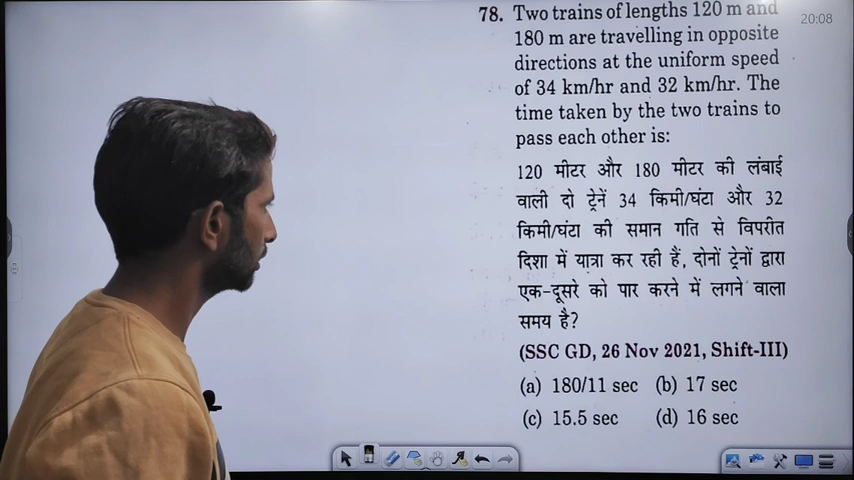 78. Two trains of lengths 120 m and
20:08
180 m are travelling in opposite
directions at the uniform speed
of 34 km/hr and 32 km/hr. The
time taken by the two trains to
pass each other is:
120 मीटर और 180 मीटर की लंबाई
वाली दो ट्रेनें 34 किमी/घंटा और 32
किमी/घंटा की समान गति से विपरीत
दिशा में यात्रा कर रही हैं, दोनों ट्रेनों द्वारा
एक-दूसरे को पार करने में लगने वाला
समय है?
(SSC GD, 26 Nov 2021, Shift-III)
(a) 180/11 sec (b) 17 sec
(c) 15.5 sec (d) 16 sec